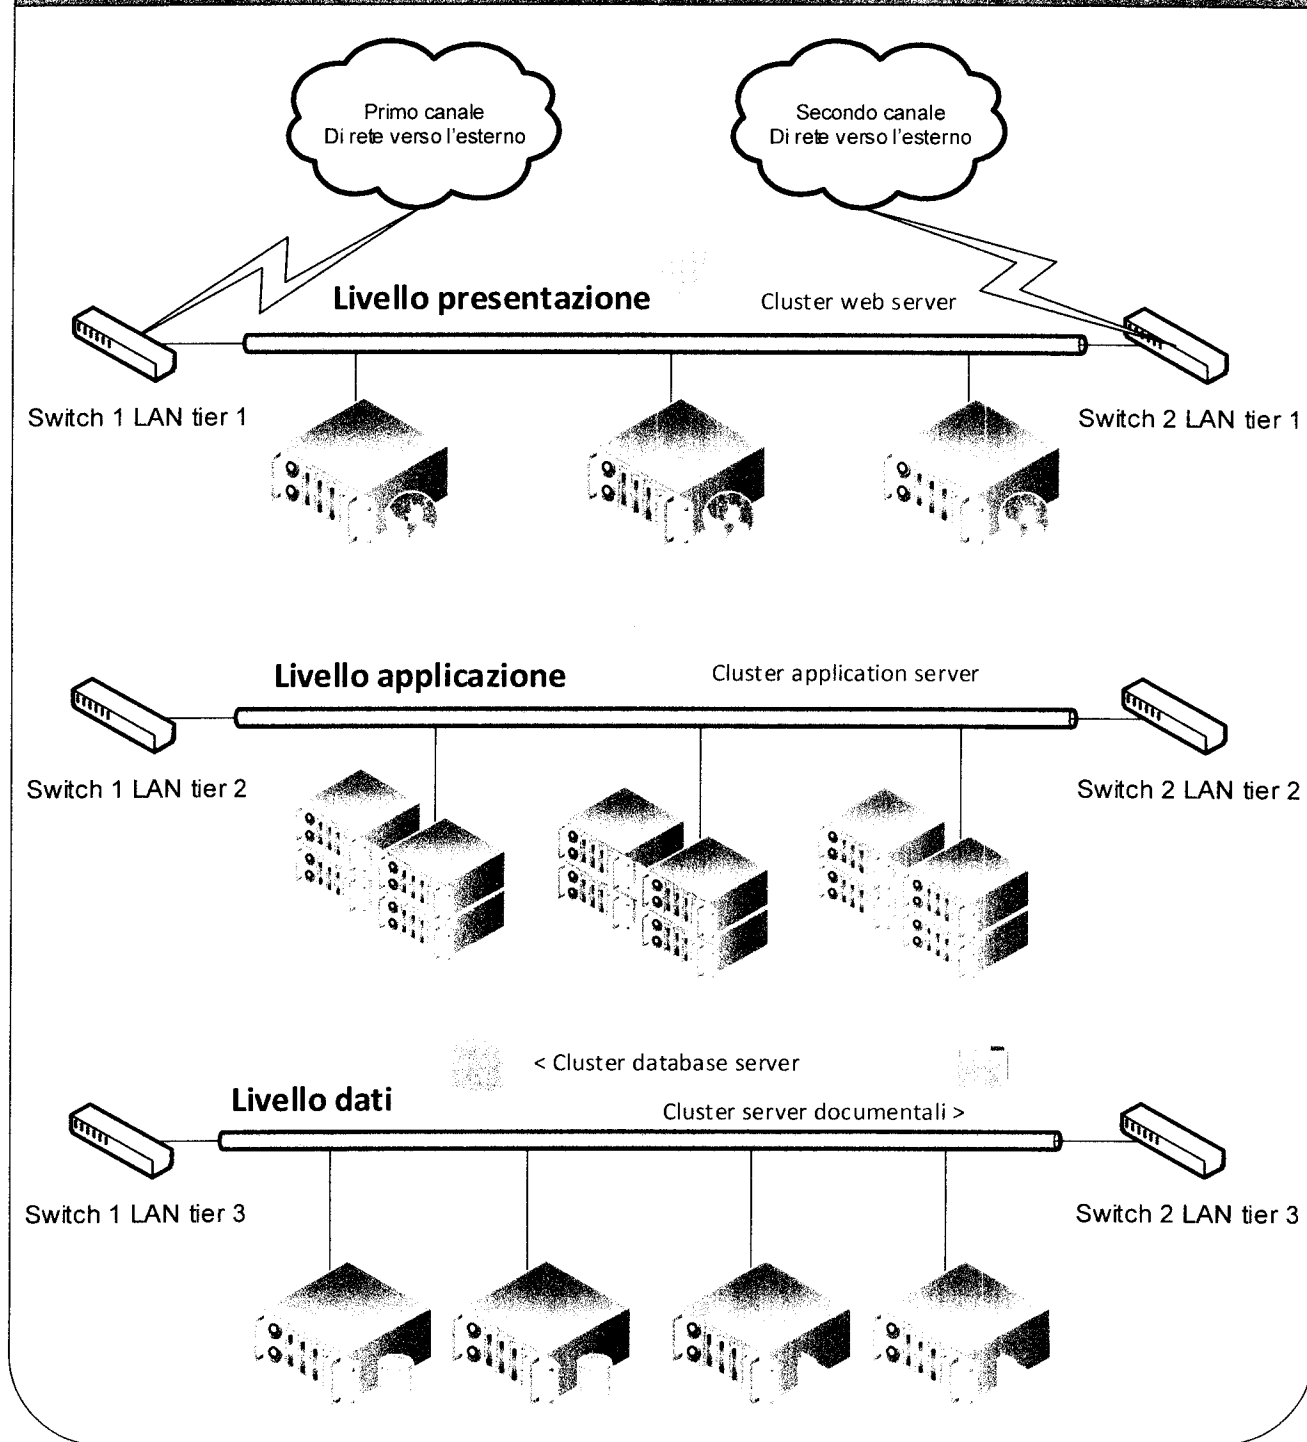 Primo canale
Di rete verso l'esterno
Secondo canale
Di rete verso l'esterno
Livello presentazione
Cluster web server
Switch 1 LAN tier 1
Switch 2 LAN tier 1
Livello applicazione
Cluster application server
Switch 1 LAN tier 2
Switch 2 LAN tier 2
< Cluster database server
Livello dati
Cluster server documentali >
Switch 1 LAN tier 3
Switch 2 LAN tier 3